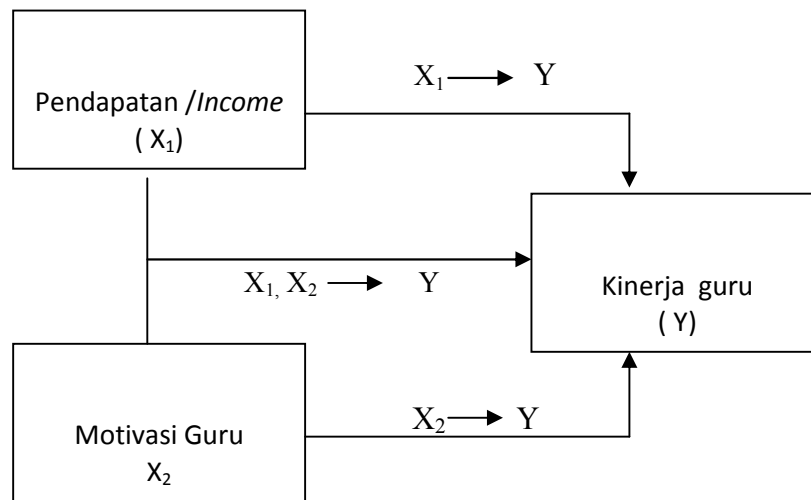 X₁ ⟶ Y
Pendapatan /Income
( X₁)
X₁, X₂ ⟶ Y
Kinerja guru
( Y)
X₂ ⟶ Y
Motivasi Guru
X₂